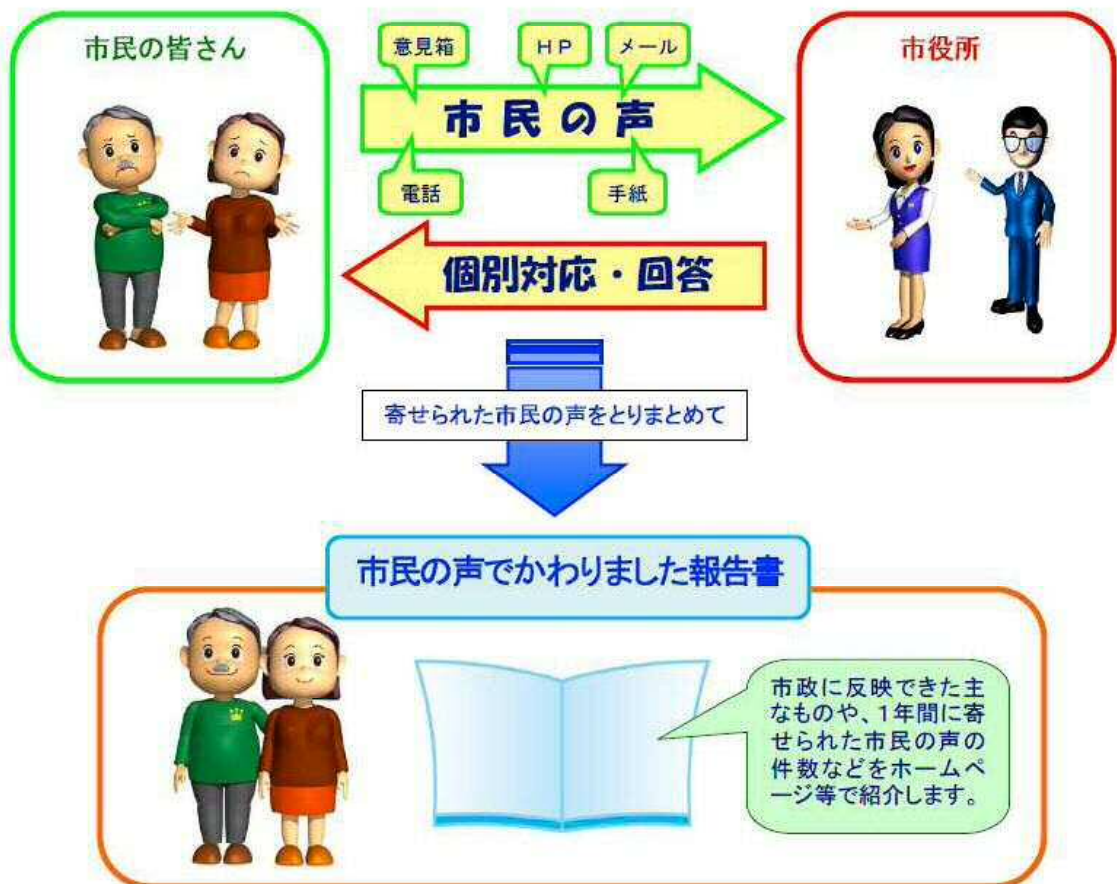 市民の皆さん
意見箱
ＨＰ
メール
市役所
市民の声
電話
手紙
個別対応・回答
寄せられた市民の声をとりまとめて
市民の声でかわりました報告書
市政に反映できた主
なものや、１年間に寄
せられた市民の声の
件数などをホームペ
ージ等で紹介します。